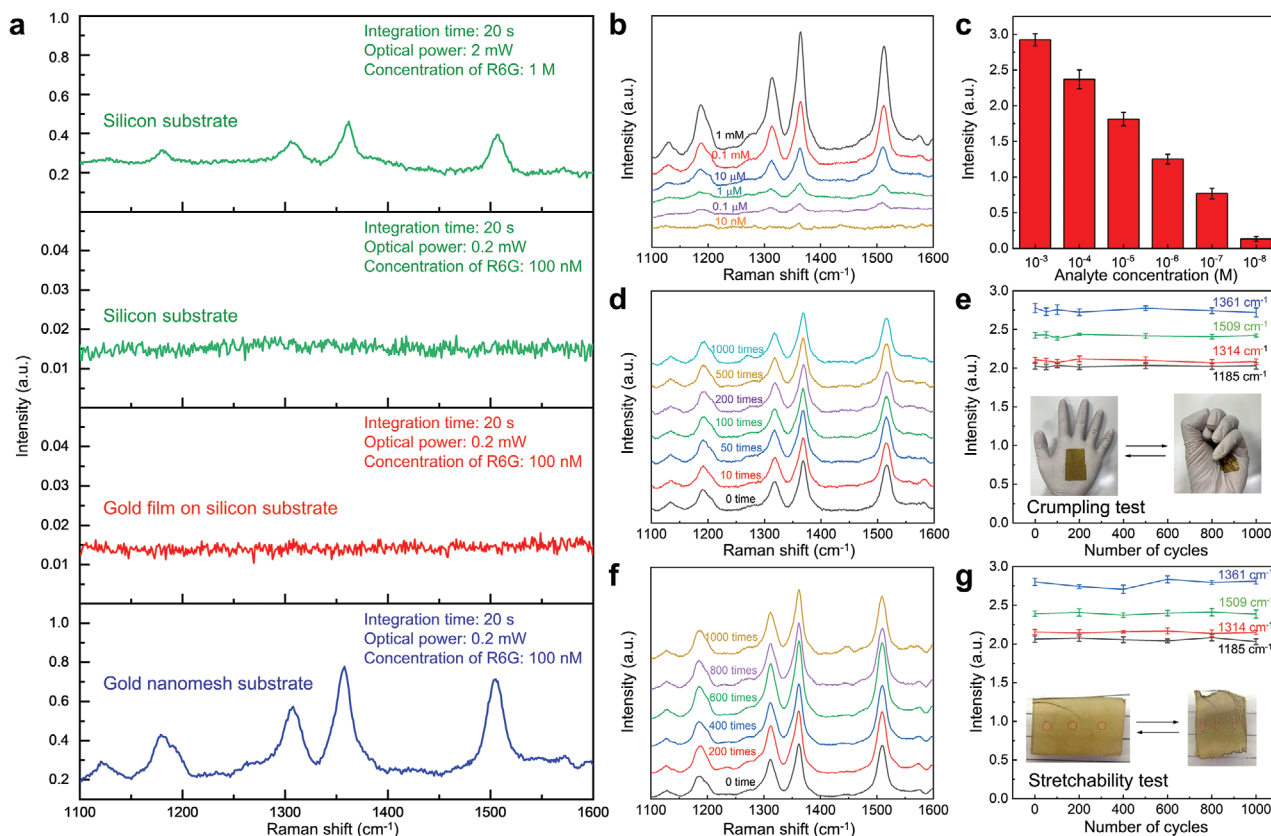 a
1.0
0.8
0.6
0.4
0.2
Integration time: 20 s
Optical power: 2 mW
Concentration of R6G: 1 M
Silicon substrate
0.04
0.03
0.02
0.01
Integration time: 20 s
Optical power: 0.2 mW
Concentration of R6G: 100 nM
Silicon substrate
0.04
0.03
0.02
0.01
Integration time: 20 s
Optical power: 0.2 mW
Concentration of R6G: 100 nM
Gold film on silicon substrate
1.0
0.8
0.6
0.4
0.2
Integration time: 20 s
Optical power: 0.2 mW
Concentration of R6G: 100 nM
Gold nanomesh substrate
Intensity (a.u.)
1100 1200 1300 1400 1500 1600
Raman shift (cm⁻¹)
b
Intensity (a.u.)
1 mM
0.1 mM
10 μM
1 μM
0.1 μM
10 nM
1100 1200 1300 1400 1500 1600
Raman shift (cm⁻¹)
c
Intensity (a.u.)
3.0
2.5
2.0
1.5
1.0
0.5
0.0
10⁻³ 10⁻⁴ 10⁻⁵ 10⁻⁶ 10⁻⁷ 10⁻⁸
Analyte concentration (M)
d
Intensity (a.u.)
1000 times
500 times
200 times
100 times
50 times
10 times
0 time
1100 1200 1300 1400 1500 1600
Raman shift (cm⁻¹)
e
Intensity (a.u.)
3.0
2.5
2.0
1.5
1.0
0.5
0.0
1361 cm⁻¹
1509 cm⁻¹
1314 cm⁻¹
1185 cm⁻¹
Crumpling test
0 200 400 600 800 1000
Number of cycles
f
Intensity (a.u.)
1000 times
800 times
600 times
400 times
200 times
0 time
1100 1200 1300 1400 1500 1600
Raman shift (cm⁻¹)
g
Intensity (a.u.)
3.0
2.5
2.0
1.5
1.0
0.5
0.0
1361 cm⁻¹
1509 cm⁻¹
1314 cm⁻¹
1185 cm⁻¹
Stretchability test
0 200 400 600 800 1000
Number of cycles